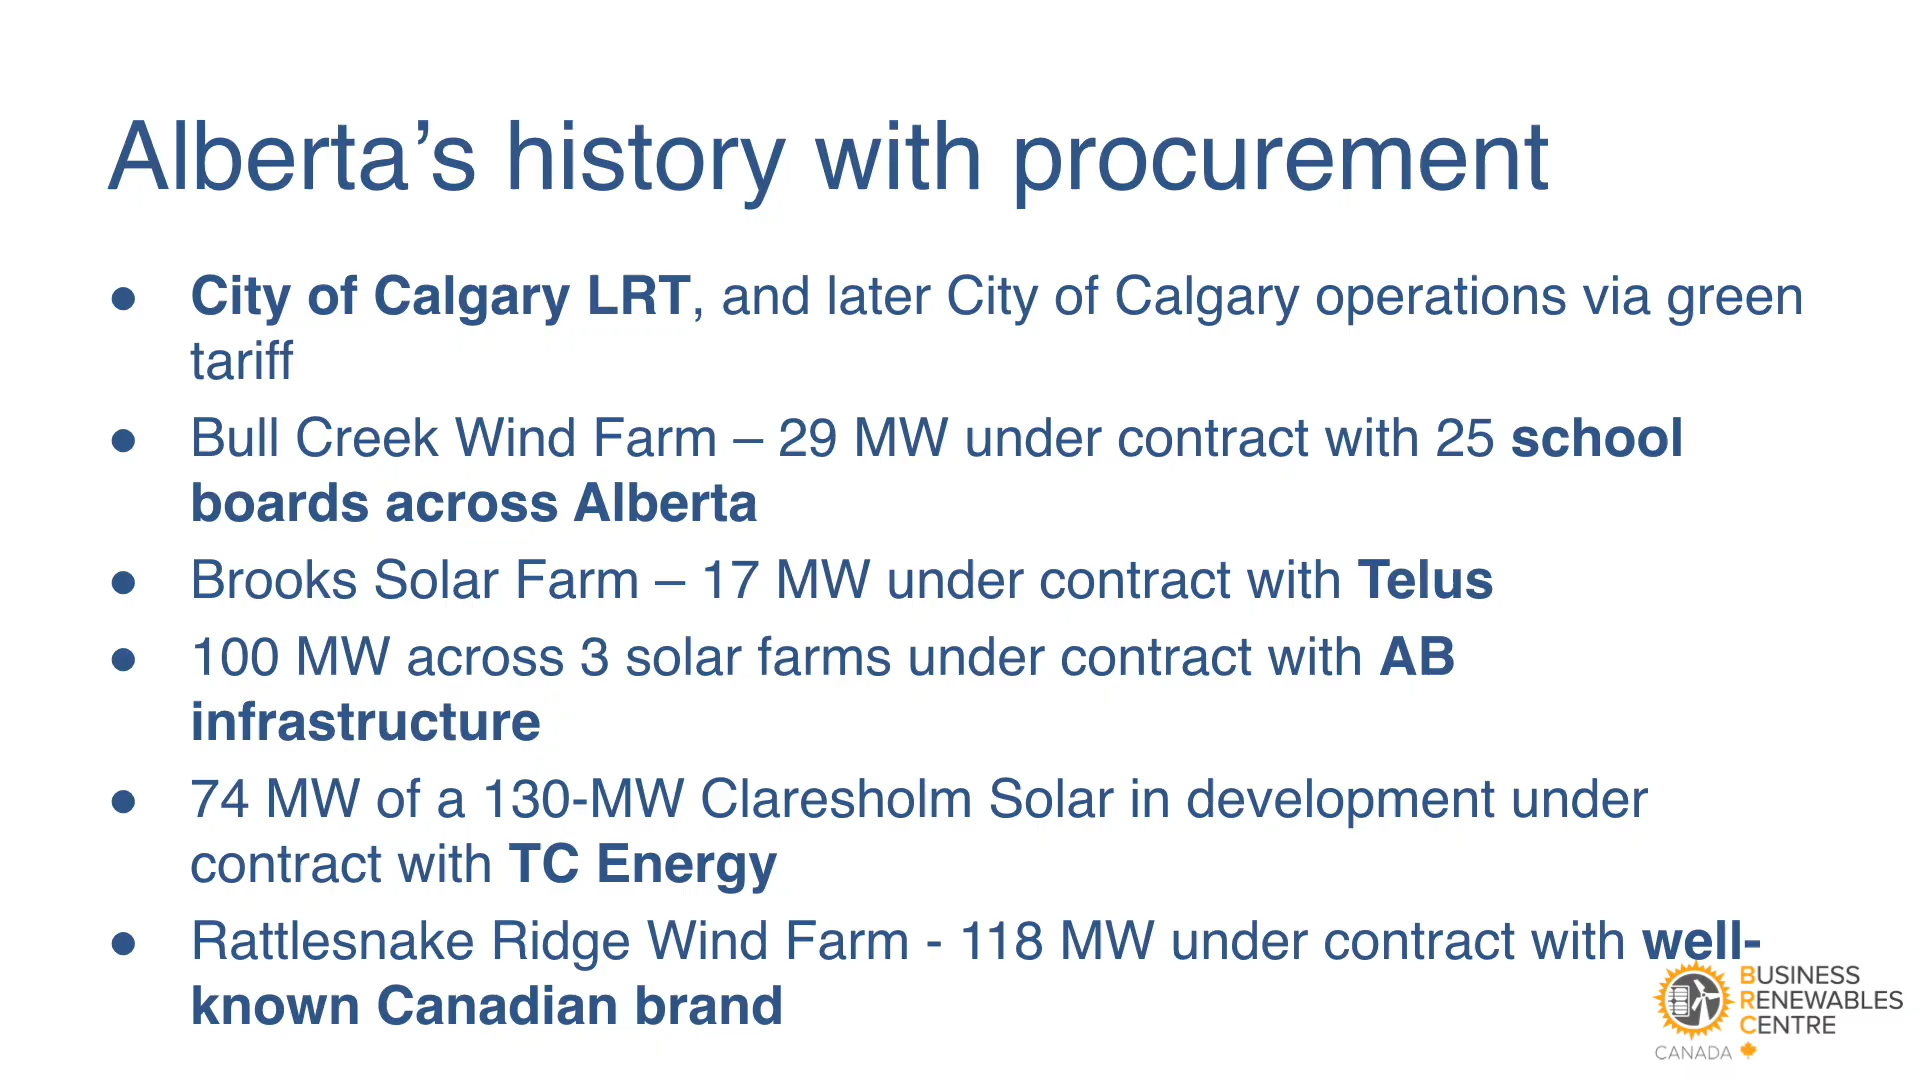 Alberta’s history with procurement
● City of Calgary LRT, and later City of Calgary operations via green
tariff
● Bull Creek Wind Farm – 29 MW under contract with 25 school
boards across Alberta
● Brooks Solar Farm – 17 MW under contract with Telus
● 100 MW across 3 solar farms under contract with AB
infrastructure
● 74 MW of a 130-MW Claresholm Solar in development under
contract with TC Energy
● Rattlesnake Ridge Wind Farm - 118 MW under contract with well-
known Canadian brand
BUSINESS
RENEWABLES
CENTRE
CANADA